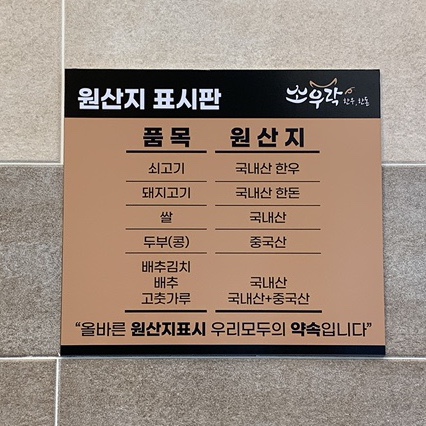 원산지 표시판
쏘우락 한우, 한돈
품목 원산지
쇠고기 국내산 한우
돼지고기 국내산 한돈
쌀 국내산
두부(콩) 중국산
배추김치
배추 국내산
고춧가루 국내산+중국산
“올바른 원산지표시 우리모두의 약속입니다”